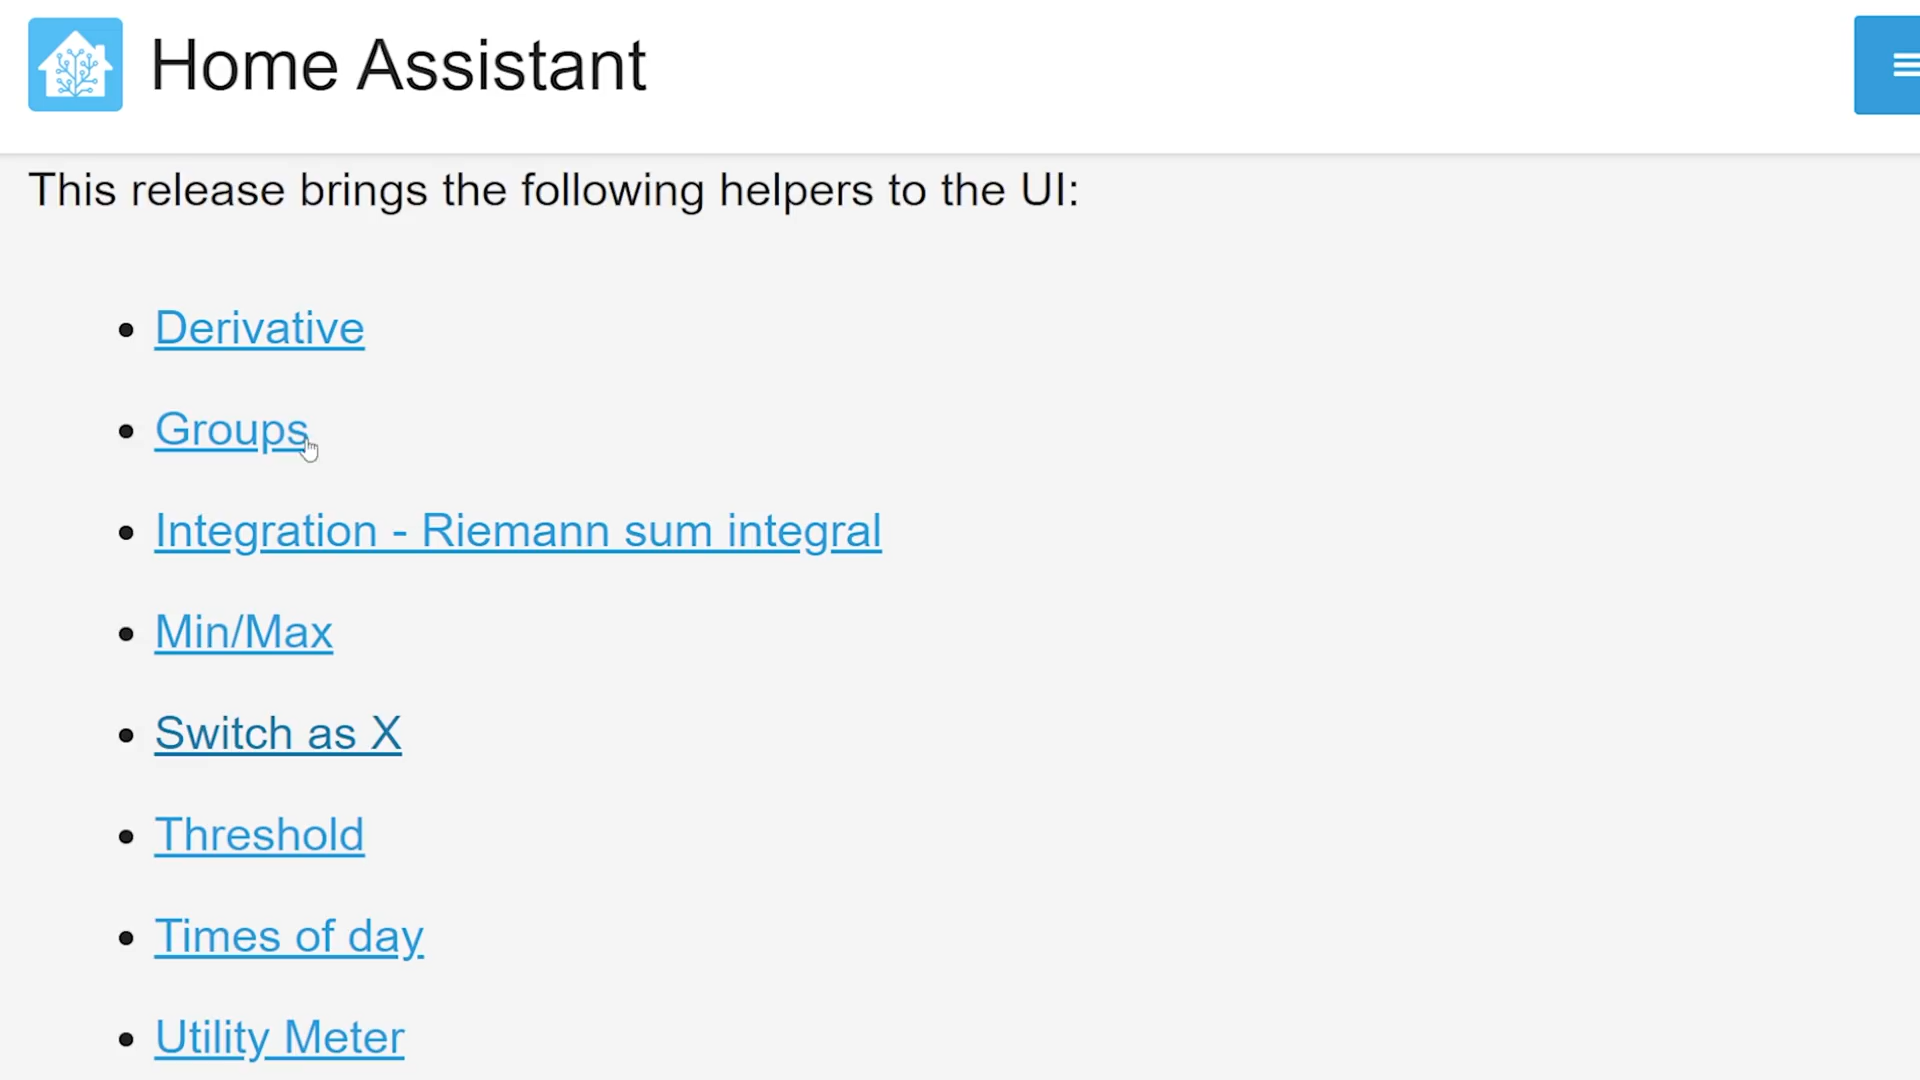 Home Assistant
This release brings the following helpers to the UI:
Derivative
Groups
Integration - Riemann sum integral
Min/Max
Switch as X
Threshold
Times of day
Utility Meter